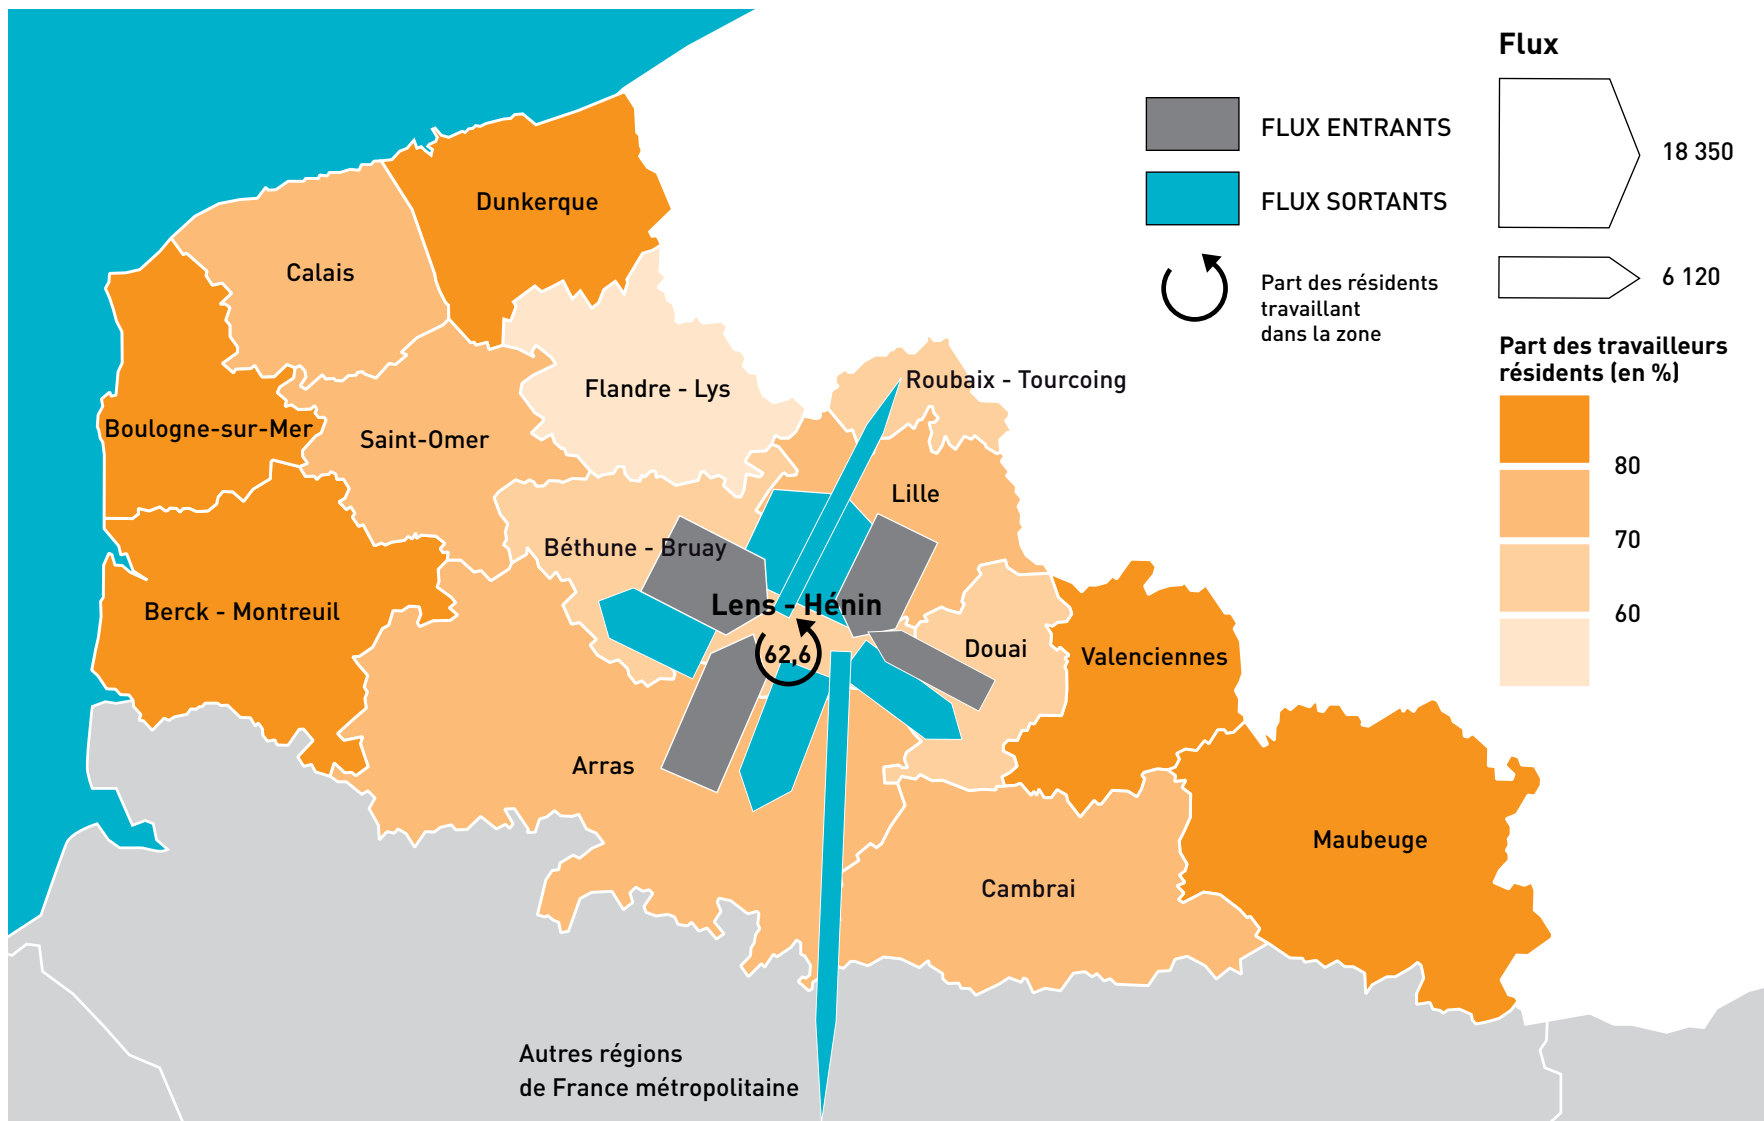 Flux
FLUX ENTRANTS
18 350
FLUX SORTANTS
Part des résidents
travaillant
dans la zone
6 120
Part des travailleurs
résidents (en %)
80
70
60
Dunkerque
Calais
Flandre - Lys
Roubaix - Tourcoing
Boulogne-sur-Mer
Saint-Omer
Lille
Béthune - Bruay
Berck - Montreuil
Lens - Hénin
62,6
Douai
Valenciennes
Arras
Maubeuge
Cambrai
Autres régions
de France métropolitaine